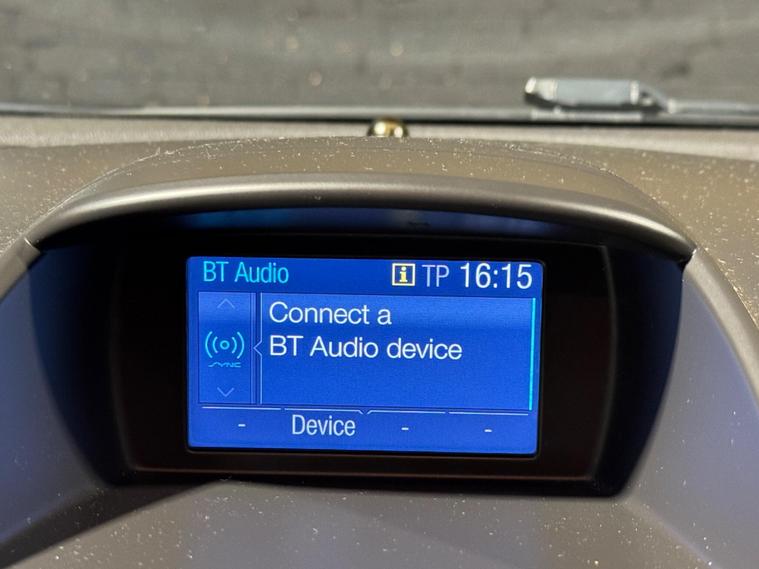 BT Audio i TP 16:15
Connect a
BT Audio device
SYNC
- Device - -